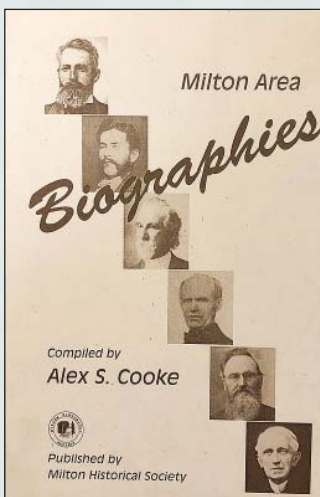 Milton Area
Biographies
Compiled by
Alex S. Cooke
Published by
Milton Historical Society